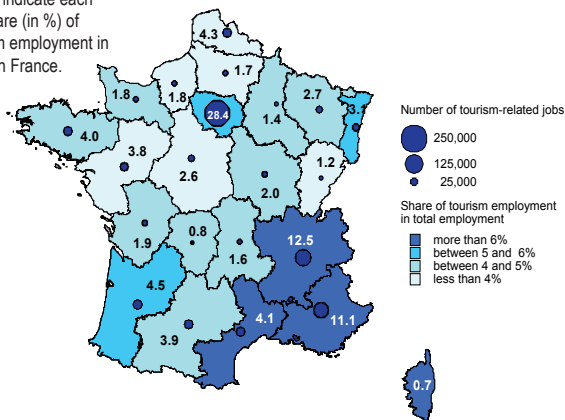 indicate each
are (in %) of
m employment in
h France.
4.3
1.7
1.8
1.8
28.4
1.4
2.7
3.1
4.0
3.8
2.6
2.0
1.2
1.9
0.8
1.6
12.5
4.5
3.9
4.1
11.1
0.7
Number of tourism-related jobs
250,000
125,000
25,000
Share of tourism employment
in total employment
more than 6%
between 5 and 6%
between 4 and 5%
less than 4%